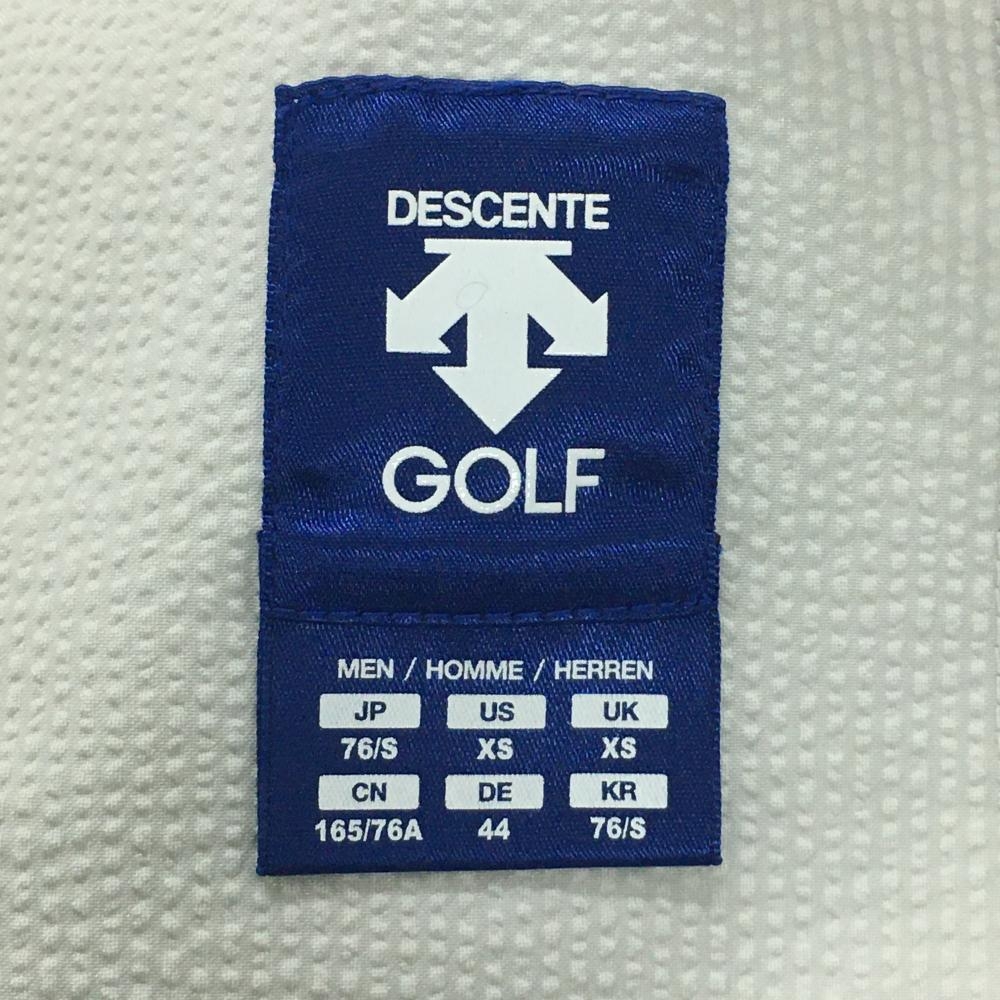 DESCENTE
GOLF
MEN / HOMME / HERREN
JP US UK
76/S XS XS
CN DE KR
165/76A 44 76/S